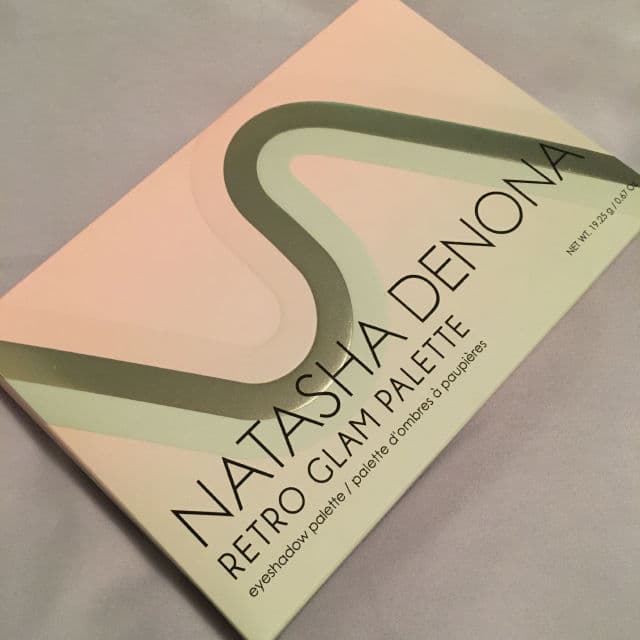 NATASHA DENONA
RETRO GLAM PALETTE
eyeshadow palette / palette d'ombres à paupières
NET WT. 19.25 g / 0.67